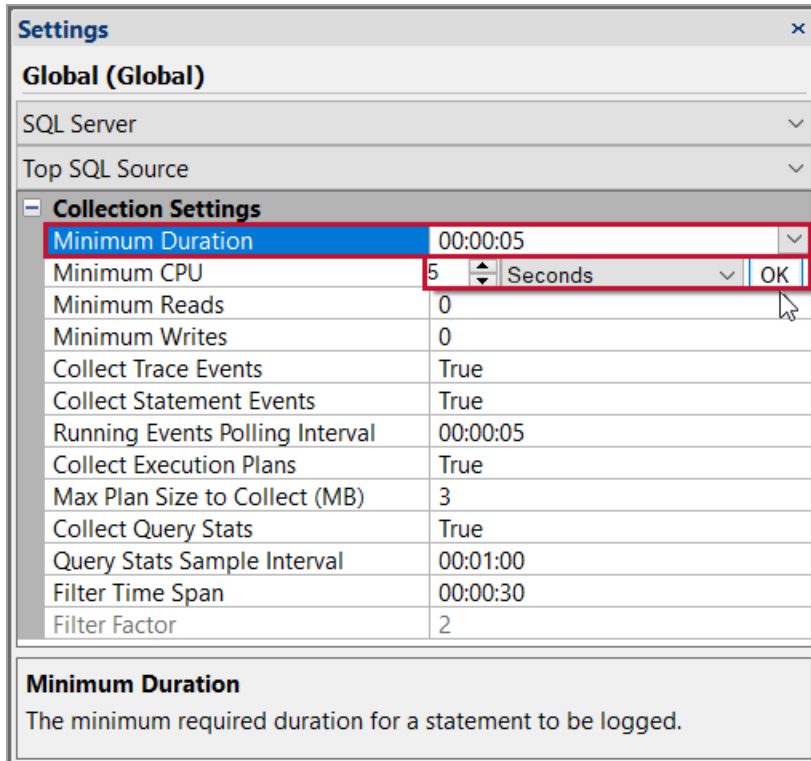 Settings
Global (Global)
SQL Server
Top SQL Source
Collection Settings
Minimum Duration 00:00:05
Minimum CPU 5 Seconds OK
Minimum Reads 0
Minimum Writes 0
Collect Trace Events True
Collect Statement Events True
Running Events Polling Interval 00:00:05
Collect Execution Plans True
Max Plan Size to Collect (MB) 3
Collect Query Stats True
Query Stats Sample Interval 00:01:00
Filter Time Span 00:00:30
Filter Factor 2
Minimum Duration
The minimum required duration for a statement to be logged.